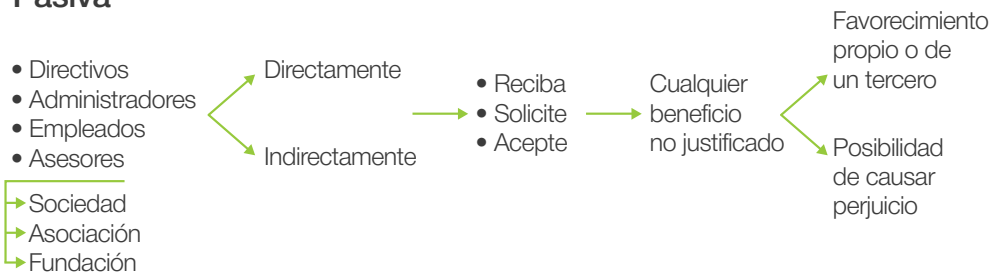 Pasiva
• Directivos
• Administradores
• Empleados
• Asesores
Sociedad
Asociación
Fundación
Directamente
Indirectamente
• Reciba
• Solicite
• Acepte
Cualquier
beneficio
no justificado
Favorecimiento
propio o de
un tercero
Posibilidad
de causar
perjuicio